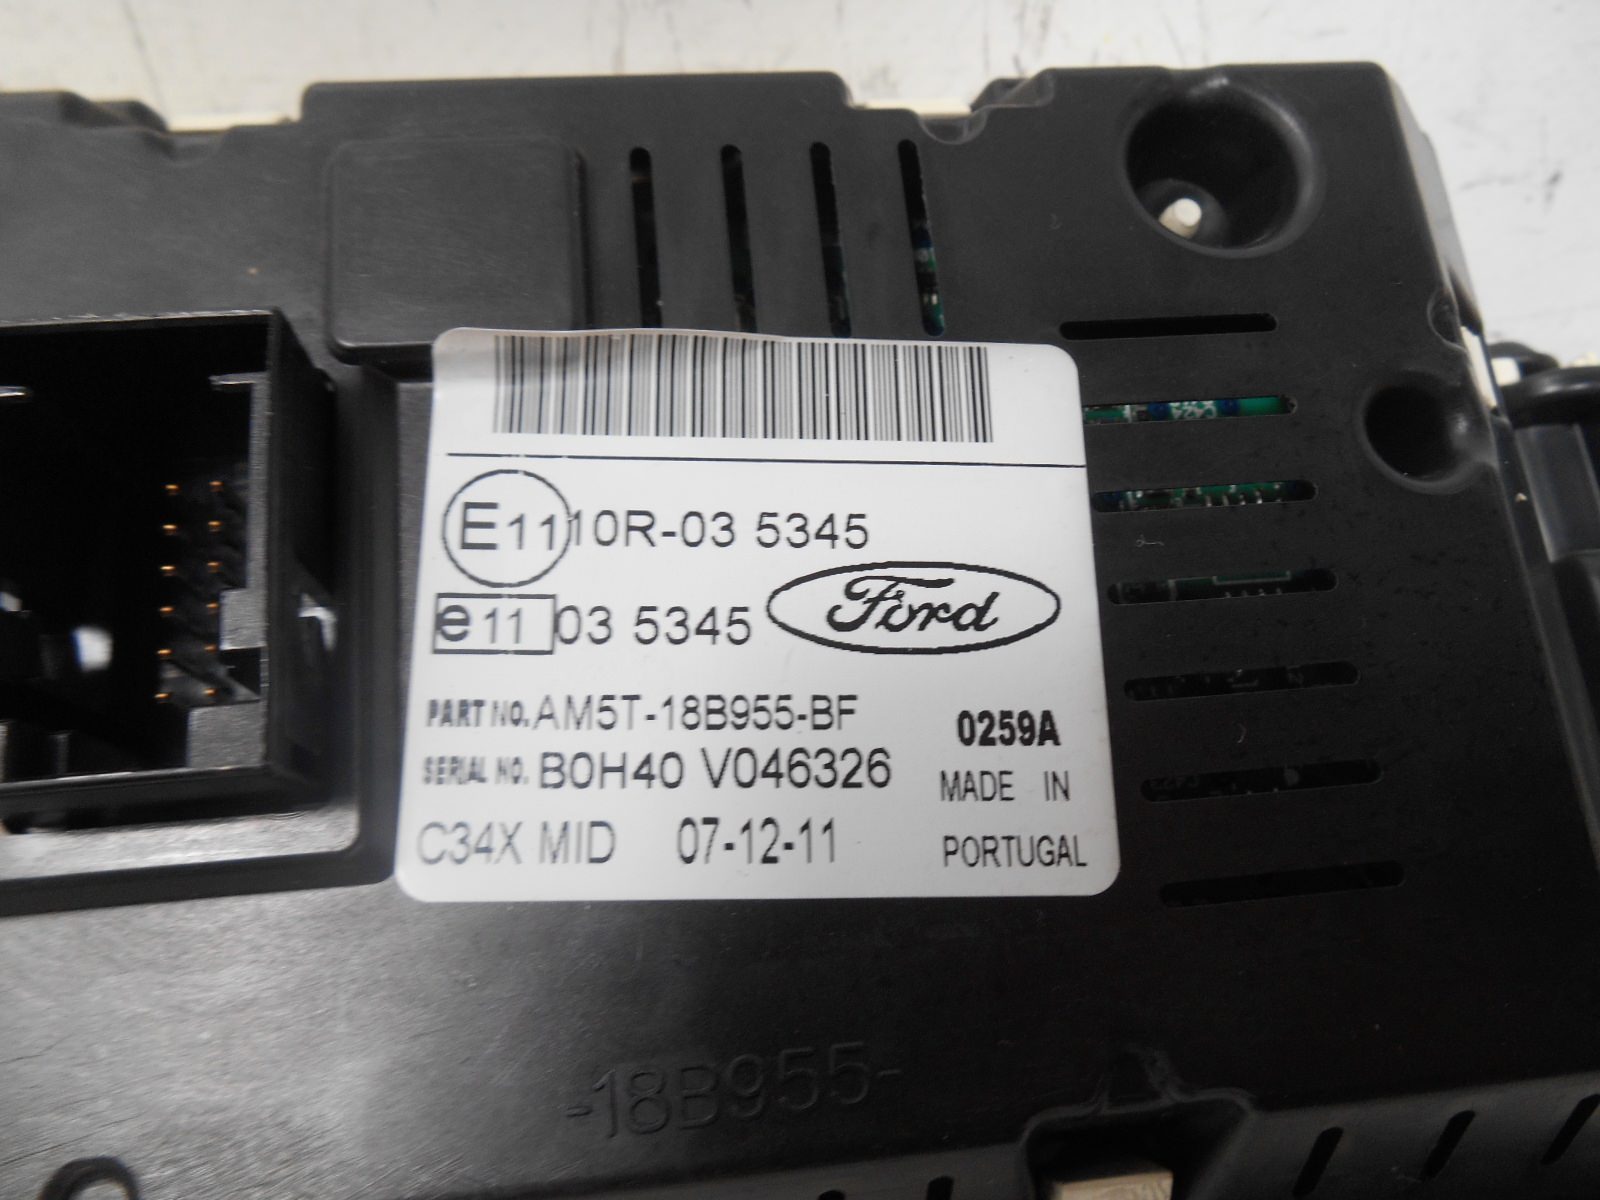 E11 10R-03 5345
e11 03 5345 Ford
PART NO. AM5T-18B955-BF 0259A
SERIAL NO. B0H40 V046326 MADE IN
C34X MID 07-12-11 PORTUGAL
-18B955-